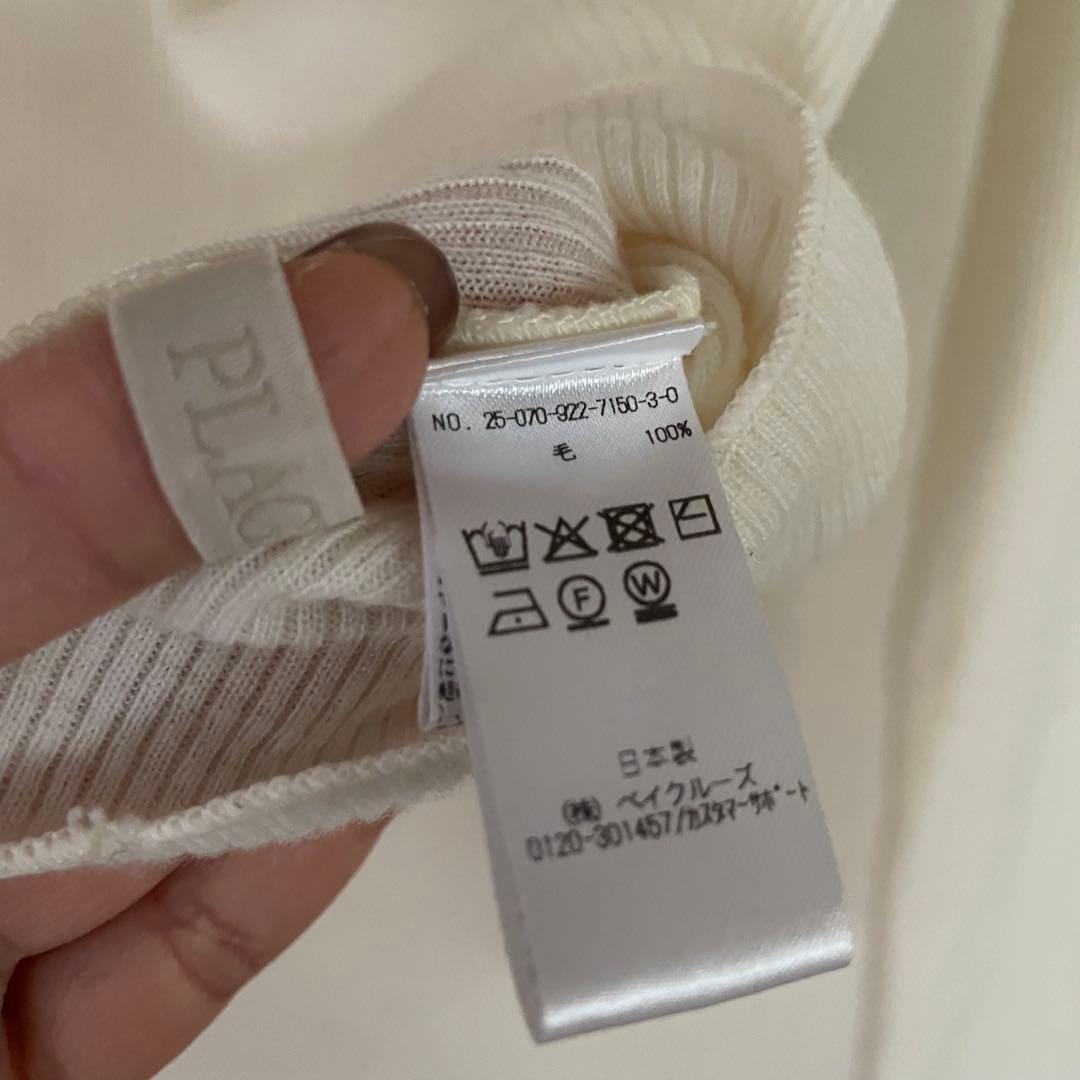 PLAG
NO. 25-070-922-7150-3-0
毛 100%
F W
日本製
㈱ ベイクルーズ
0120-301457/カスタマーサポート